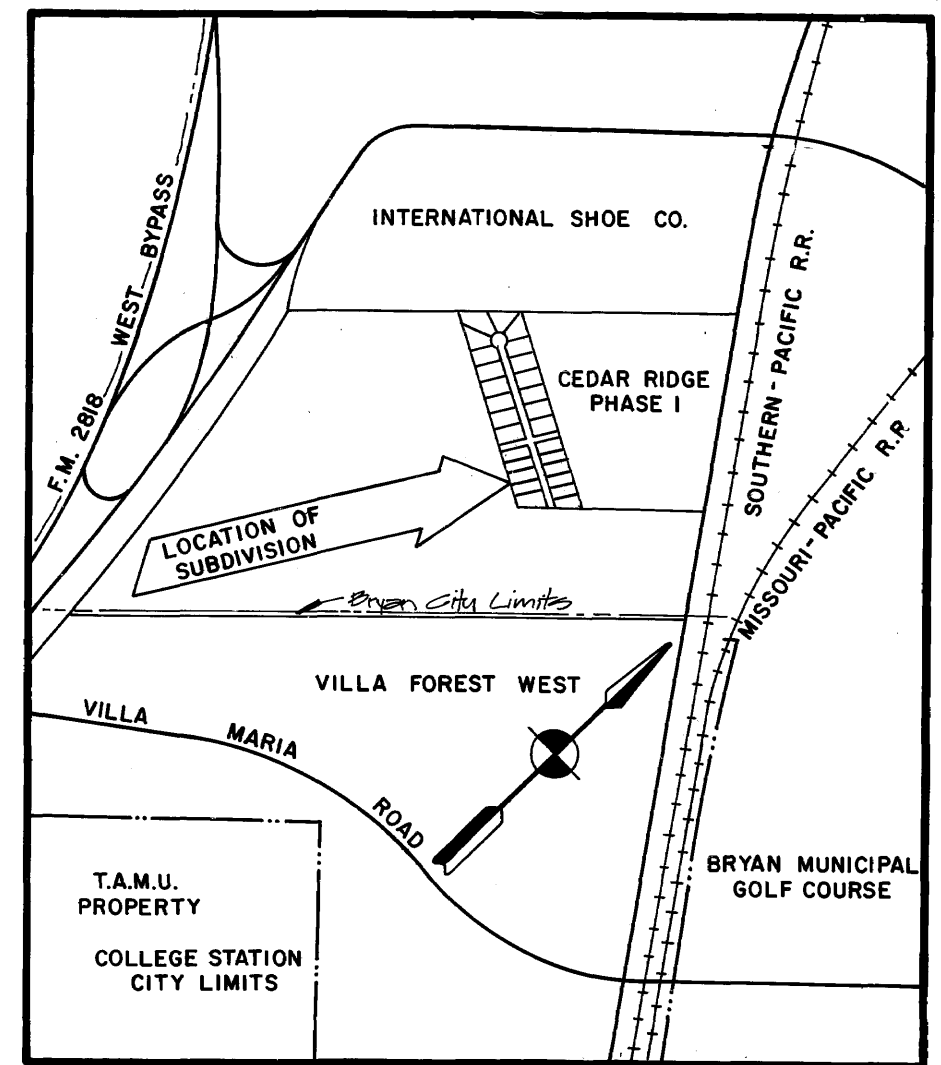 INTERNATIONAL SHOE CO.
F.M. 2818 WEST BYPASS
SOUTHERN-PACIFIC R.R.
CEDAR RIDGE
PHASE I
MISSOURI-PACIFIC R.R
LOCATION OF
SUBDIVISION
Bryan City Limits
VILLA FOREST WEST
VILLA MARIA ROAD
BRYAN MUNICIPAL
GOLF COURSE
T.A.M.U.
PROPERTY
COLLEGE STATION
CITY LIMITS